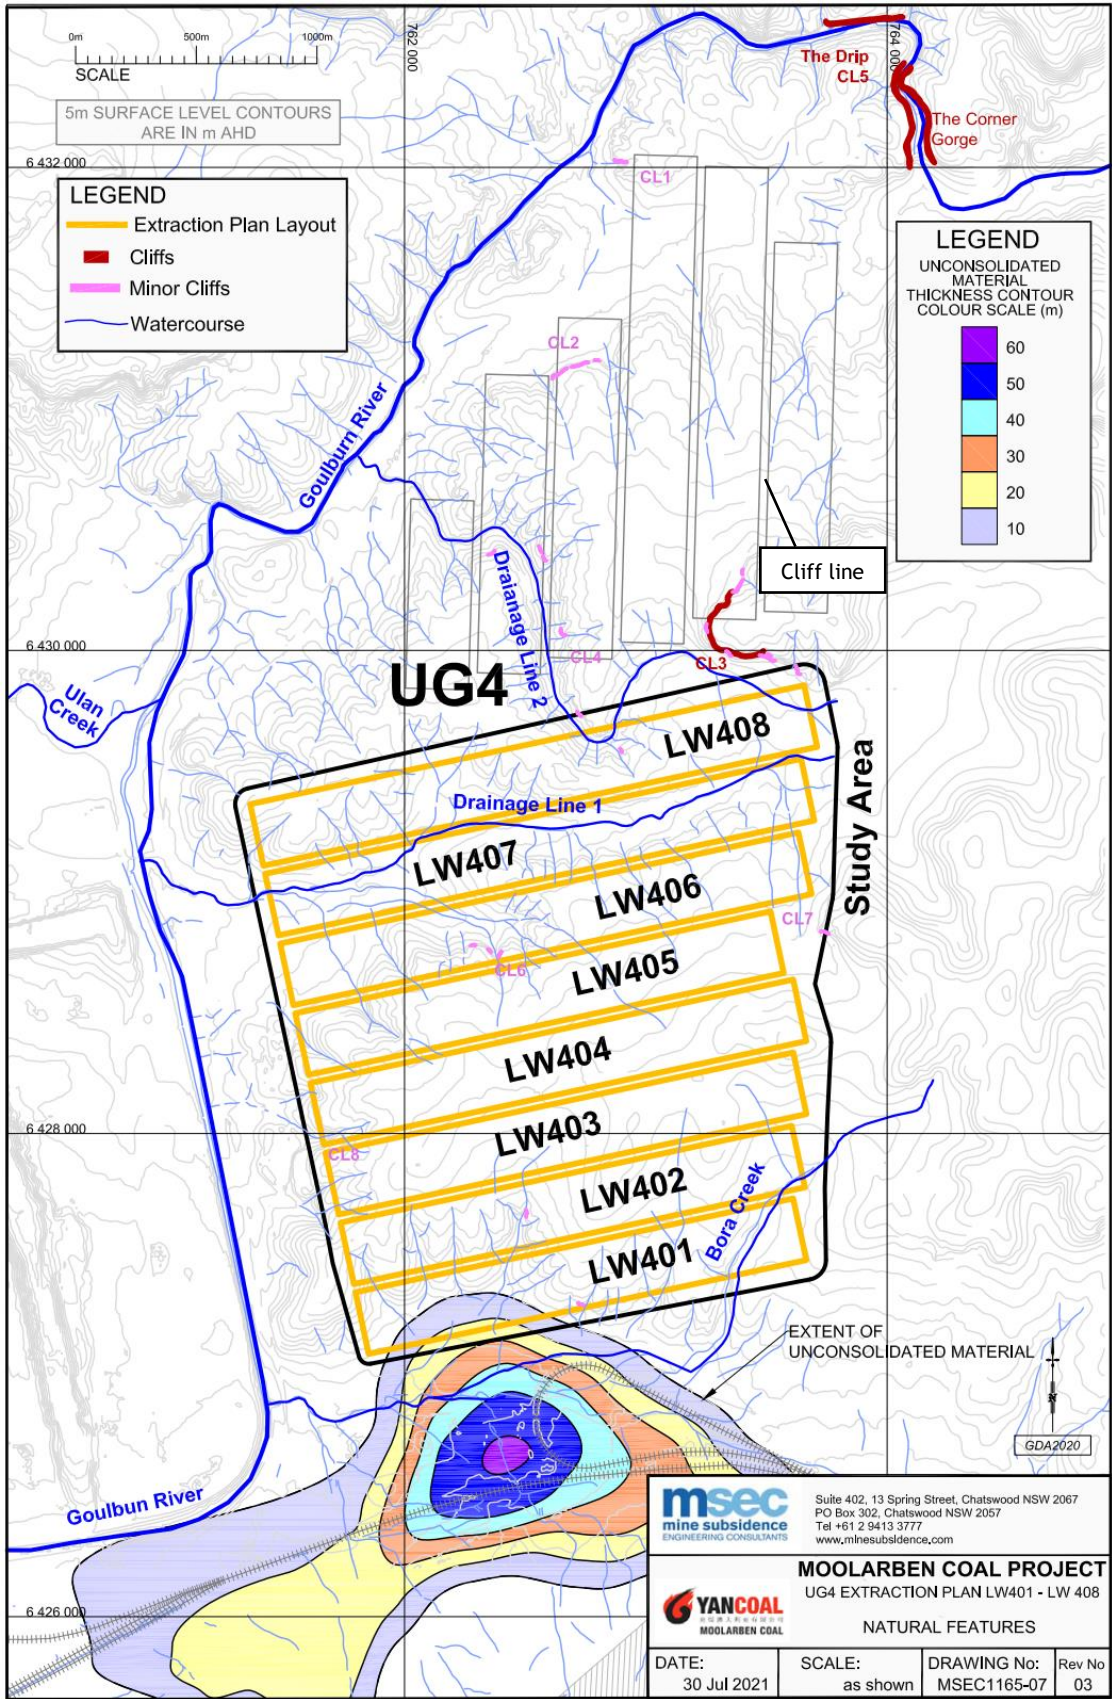 0m 500m 1000m
SCALE
5m SURFACE LEVEL CONTOURS
ARE IN m AHD
762 000
764 000
The Drip
CL5
The Corner
Gorge
6 432 000
CL1
LEGEND
Extraction Plan Layout
Cliffs
Minor Cliffs
Watercourse
LEGEND
UNCONSOLIDATED
MATERIAL
THICKNESS CONTOUR
COLOUR SCALE (m)
60
50
40
30
20
10
CL2
Goulburn River
Cliff line
Draianage Line 2
6 430 000
CL4
CL3
UG4
Ulan
Creek
LW408
Study Area
Drainage Line 1
LW407
LW406
CL7
CL6
LW405
LW404
6 428 000
LW403
CL8
LW402
Bora Creek
LW401
EXTENT OF
UNCONSOLIDATED MATERIAL
N
GDA2020
Goulbun River
6 426 000
msec
mine subsidence
ENGINEERING CONSULTANTS
Suite 402, 13 Spring Street, Chatswood NSW 2067
PO Box 302, Chatswood NSW 2057
Tel +61 2 9413 3777
www.minesubsidence.com
YANCOAL
MOOLARBEN COAL
MOOLARBEN COAL PROJECT
UG4 EXTRACTION PLAN LW401 - LW 408
NATURAL FEATURES
DATE:
30 Jul 2021
SCALE:
as shown
DRAWING No:
MSEC1165-07
Rev No
03